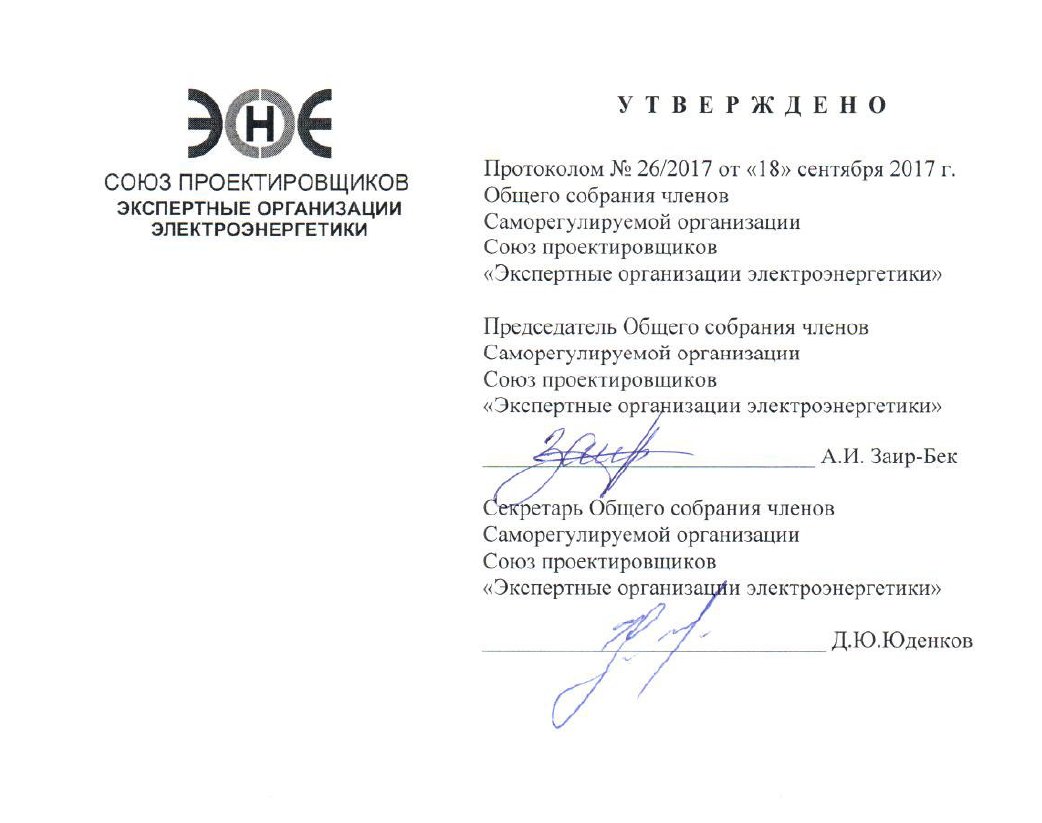 ЭНЕ
СОЮЗ ПРОЕКТИРОВЩИКОВ
ЭКСПЕРТНЫЕ ОРГАНИЗАЦИИ
ЭЛЕКТРОЭНЕРГЕТИКИ
У Т В Е Р Ж Д Е Н О
Протоколом № 26/2017 от «18» сентября 2017 г.
Общего собрания членов
Саморегулируемой организации
Союз проектировщиков
«Экспертные организации электроэнергетики»
Председатель Общего собрания членов
Саморегулируемой организации
Союз проектировщиков
«Экспертные организации электроэнергетики»
А.И. Заир-Бек
Секретарь Общего собрания членов
Саморегулируемой организации
Союз проектировщиков
«Экспертные организации электроэнергетики»
Д.Ю.Юденков